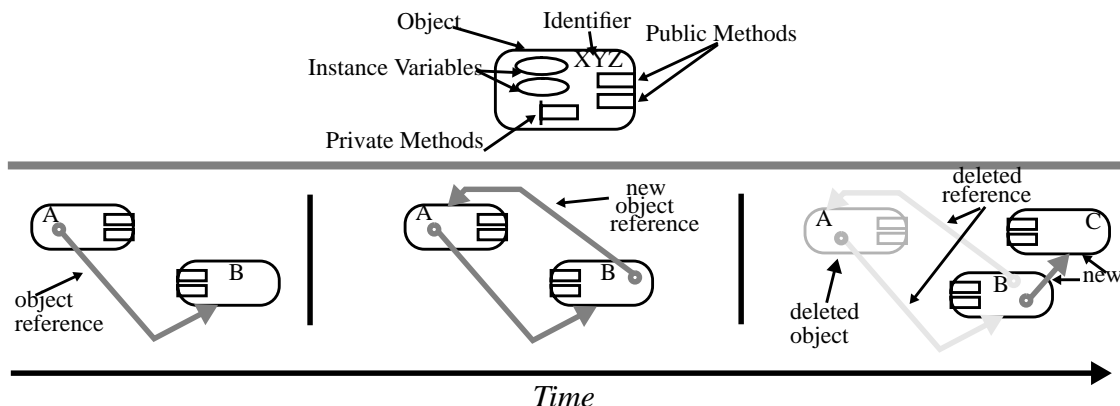 Object
Identifier
Public Methods
XYZ
Instance Variables
Private Methods
A
B
object
reference
A
new
object
reference
B
deleted
reference
A
C
B
new
deleted
object
Time